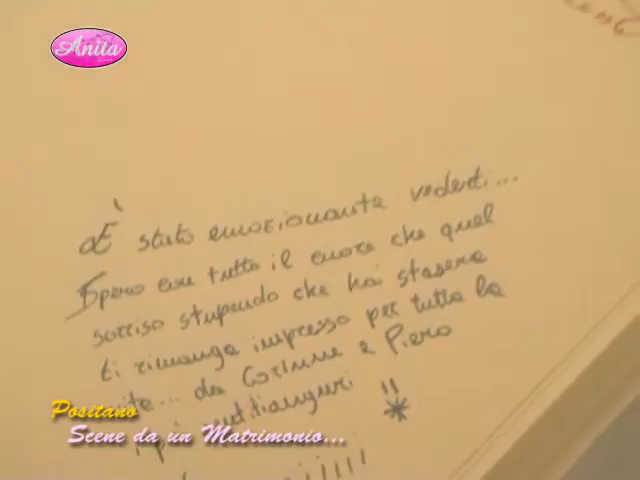 Anita
È stato emozionante vederti...
Spero con tutto il cuore che quel
sorriso stupendo che hai stasera
ti rimanga impresso per tutta la
vita... da Corinne e Piero
!!
Positano
Scene da un Matrimonio...